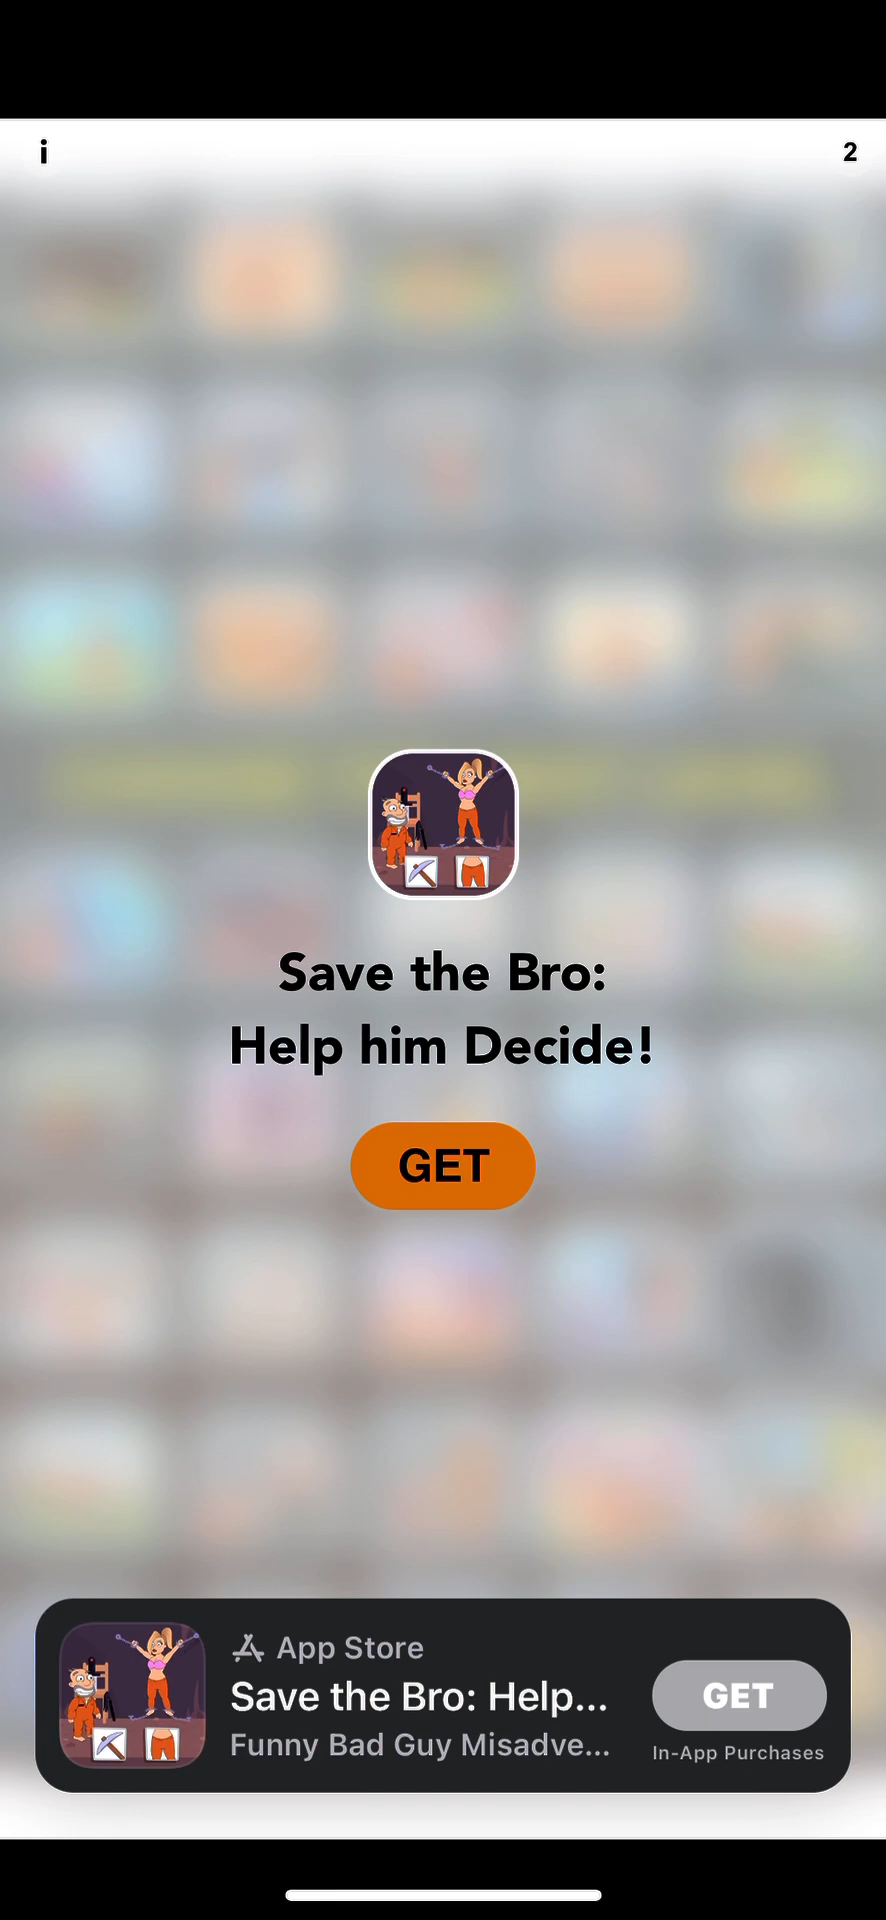 i
2
Save the Bro:
Help him Decide!
GET
App Store
Save the Bro: Help...
GET
Funny Bad Guy Misadve...
In-App Purchases